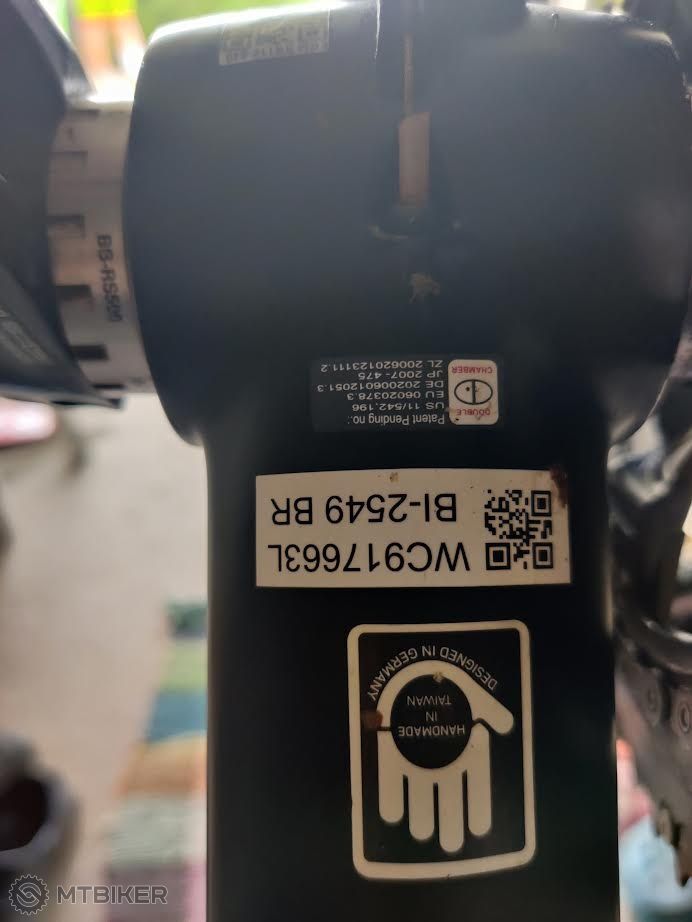 HANDMADE
IN
TAIWAN
DESIGNED IN GERMANY
WC917663L
BI-2549 BR
DOUBLE
CHAMBER
Patent Pending no.:
US 11/542,196
EU 06020378.3
DE 202006012051.3
JP 2007-475
ZL 200620123111.2
BB-RS500
MTBIKER